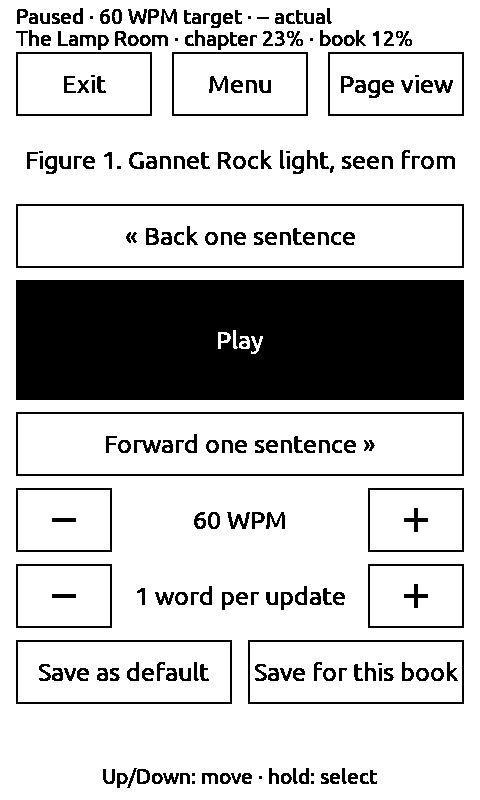 Paused · 60 WPM target · – actual
The Lamp Room · chapter 23% · book 12%
Exit
Menu
Page view
Figure 1. Gannet Rock light, seen from
« Back one sentence
Play
Forward one sentence »
− 60 WPM +
− 1 word per update +
Save as default
Save for this book
Up/Down: move · hold: select